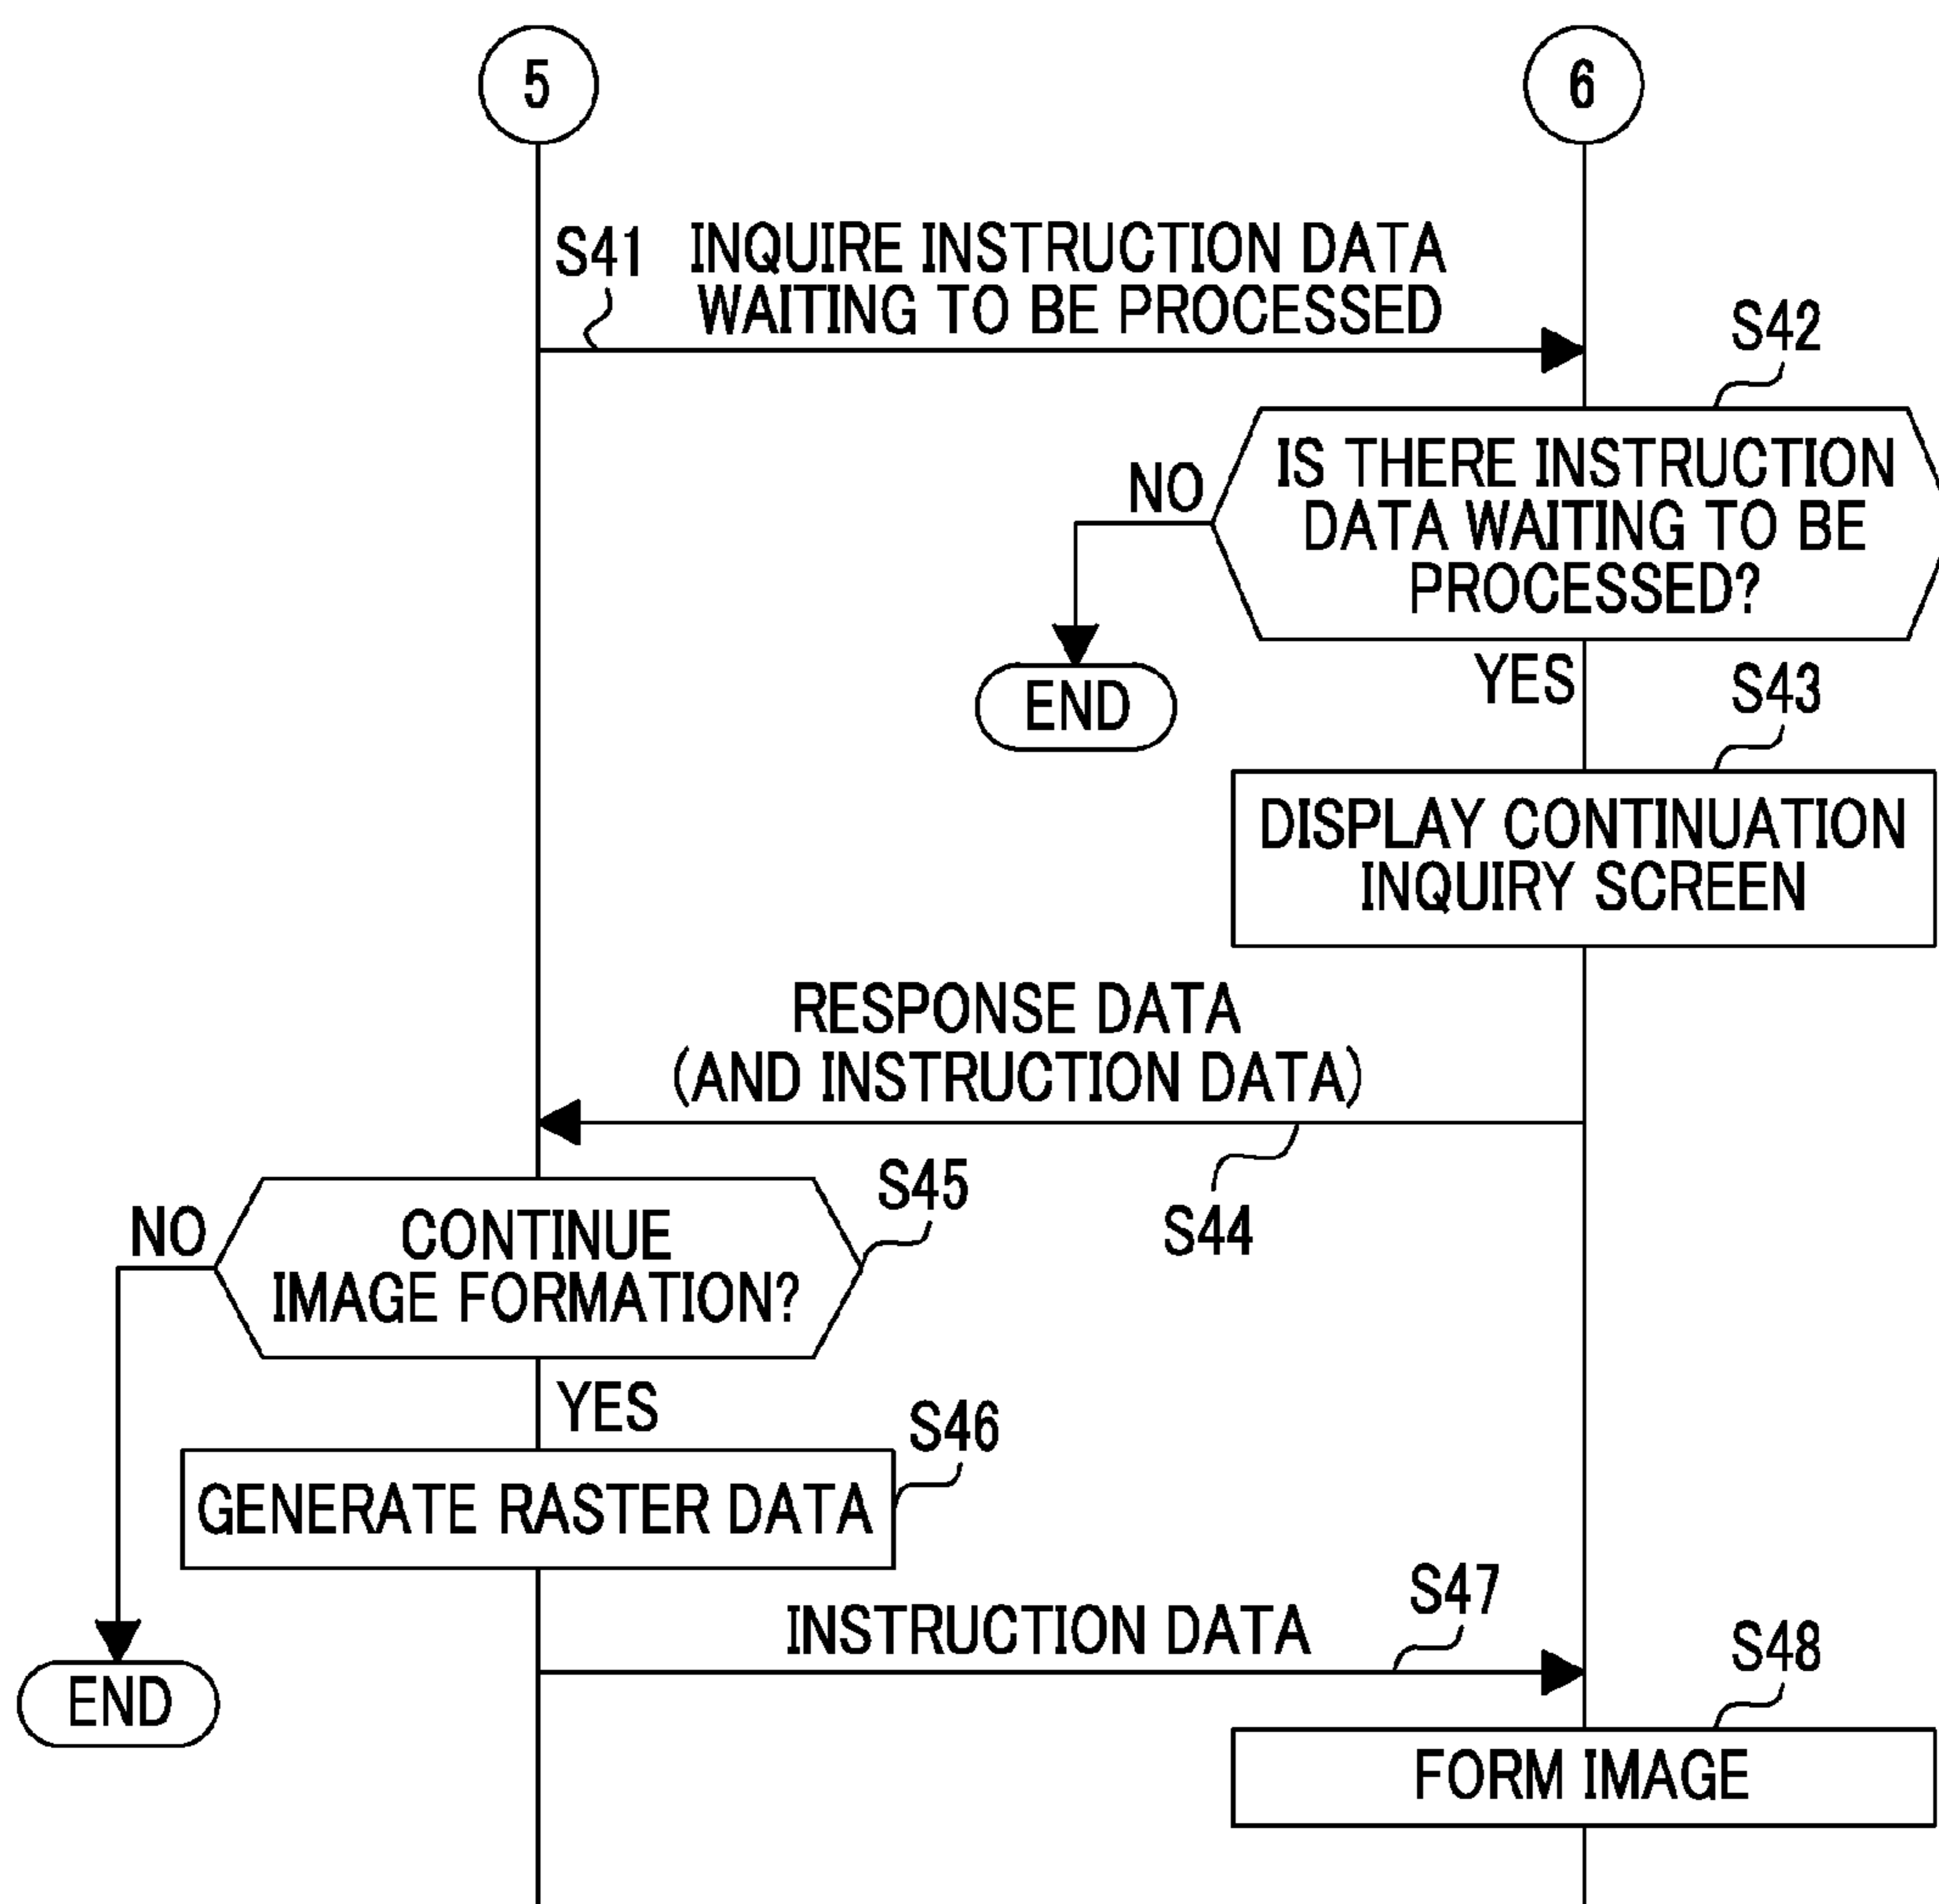 5
6
S41
INQUIRE INSTRUCTION DATA
WAITING TO BE PROCESSED
S42
IS THERE INSTRUCTION
DATA WAITING TO BE
PROCESSED?
NO
END
YES
S43
DISPLAY CONTINUATION
INQUIRY SCREEN
RESPONSE DATA
(AND INSTRUCTION DATA)
S44
S45
CONTINUE
IMAGE FORMATION?
NO
END
YES
S46
GENERATE RASTER DATA
INSTRUCTION DATA
S47
S48
FORM IMAGE